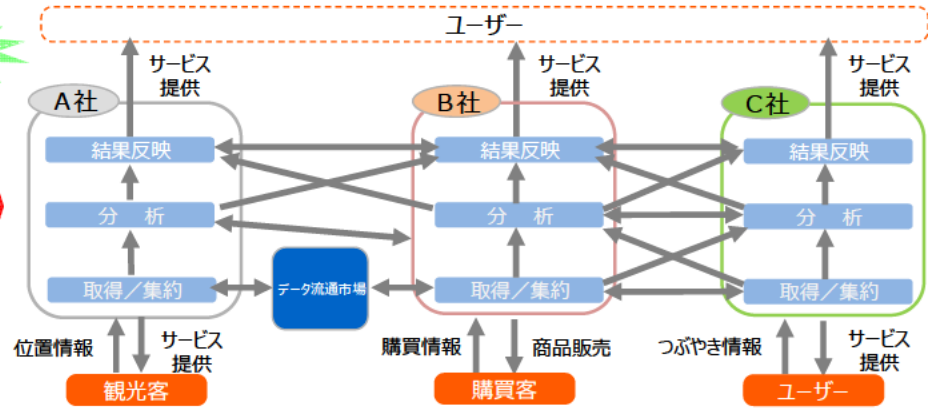 ユーザー
サービス
提供
サービス
提供
サービス
提供
A社
B社
C社
結果反映
結果反映
結果反映
分 析
分 析
分 析
データ流通市場
取得／集約
取得／集約
取得／集約
位置情報
サービス
提供
購買情報
商品販売
つぶやき情報
サービス
提供
観光客
購買客
ユーザー